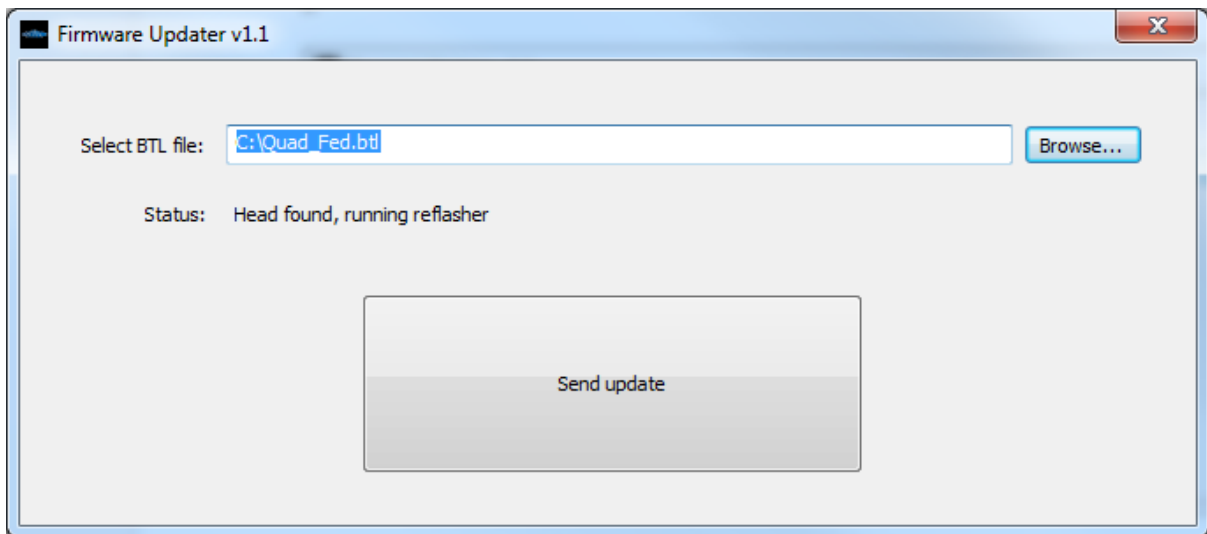 Firmware Updater v1.1
Select BTL file: C:\Quad_Fed.btl Browse...
Status: Head found, running reflasher
Send update